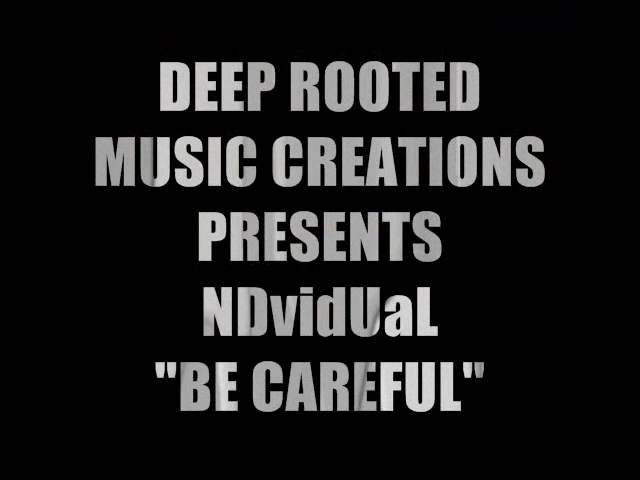 DEEP ROOTED
MUSIC CREATIONS
PRESENTS
NDvidUaL
"BE CAREFUL"